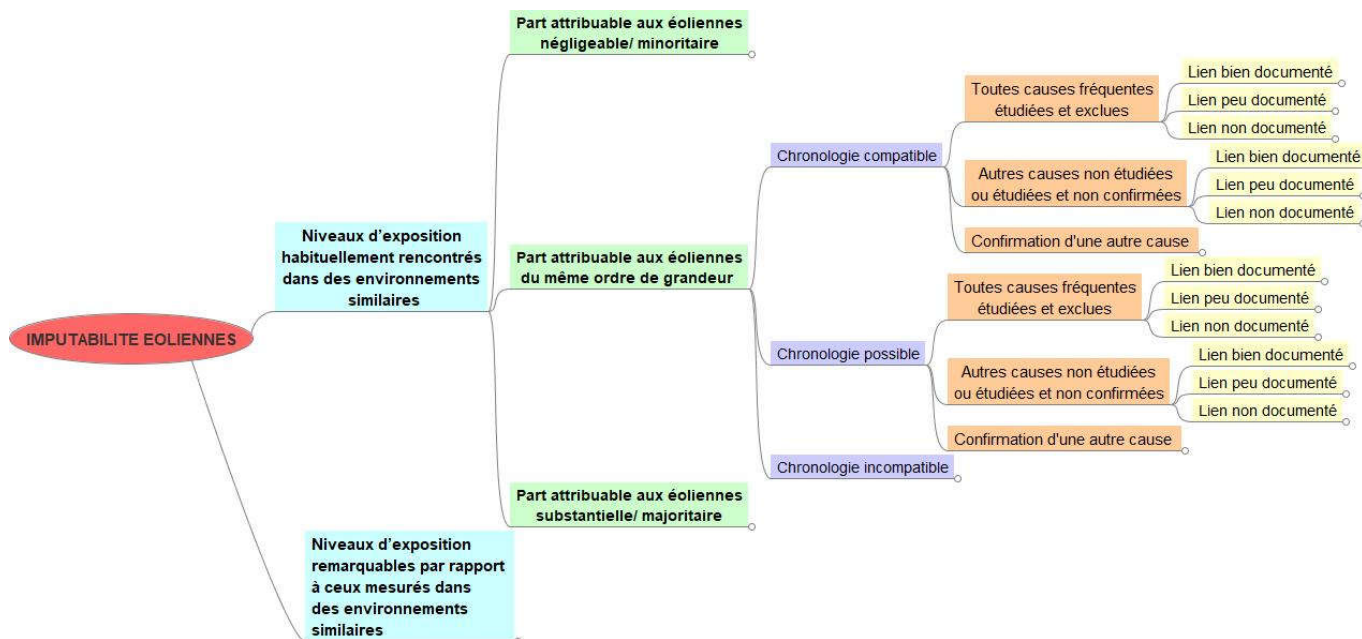 IMPUTABILITE EOLIENNES
Niveaux d’exposition
habituellement rencontrés
dans des environnements
similaires
Part attribuable aux éoliennes
négligeable/ minoritaire
Part attribuable aux éoliennes
du même ordre de grandeur
Chronologie compatible
Toutes causes fréquentes
étudiées et exclues
Lien bien documenté
Lien peu documenté
Lien non documenté
Autres causes non étudiées
ou étudiées et non confirmées
Lien bien documenté
Lien peu documenté
Lien non documenté
Confirmation d'une autre cause
Chronologie possible
Toutes causes fréquentes
étudiées et exclues
Lien bien documenté
Lien peu documenté
Lien non documenté
Autres causes non étudiées
ou étudiées et non confirmées
Lien bien documenté
Lien peu documenté
Lien non documenté
Confirmation d'une autre cause
Chronologie incompatible
Part attribuable aux éoliennes
substantielle/ majoritaire
Niveaux d’exposition
remarquables par rapport
à ceux mesurés dans
des environnements
similaires